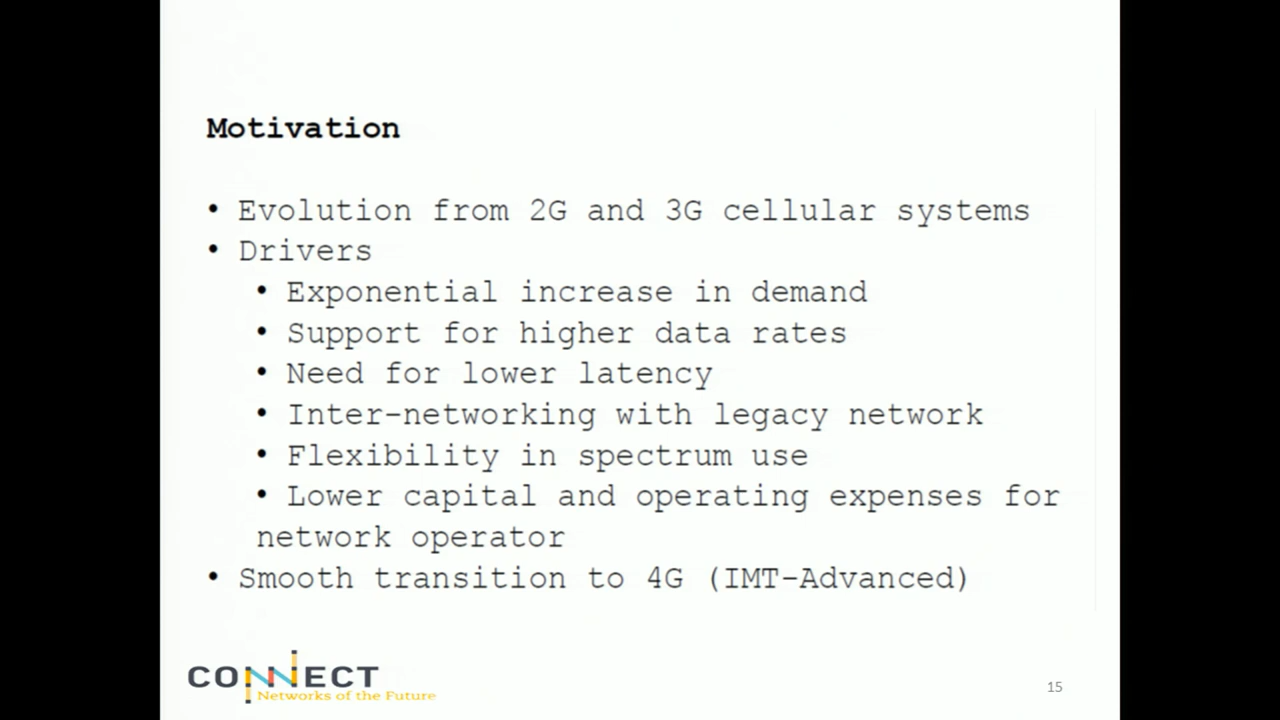 Motivation
• Evolution from 2G and 3G cellular systems
• Drivers
• Exponential increase in demand
• Support for higher data rates
• Need for lower latency
• Inter-networking with legacy network
• Flexibility in spectrum use
• Lower capital and operating expenses for
network operator
• Smooth transition to 4G (IMT-Advanced)
CONNECT
Networks of the Future
15